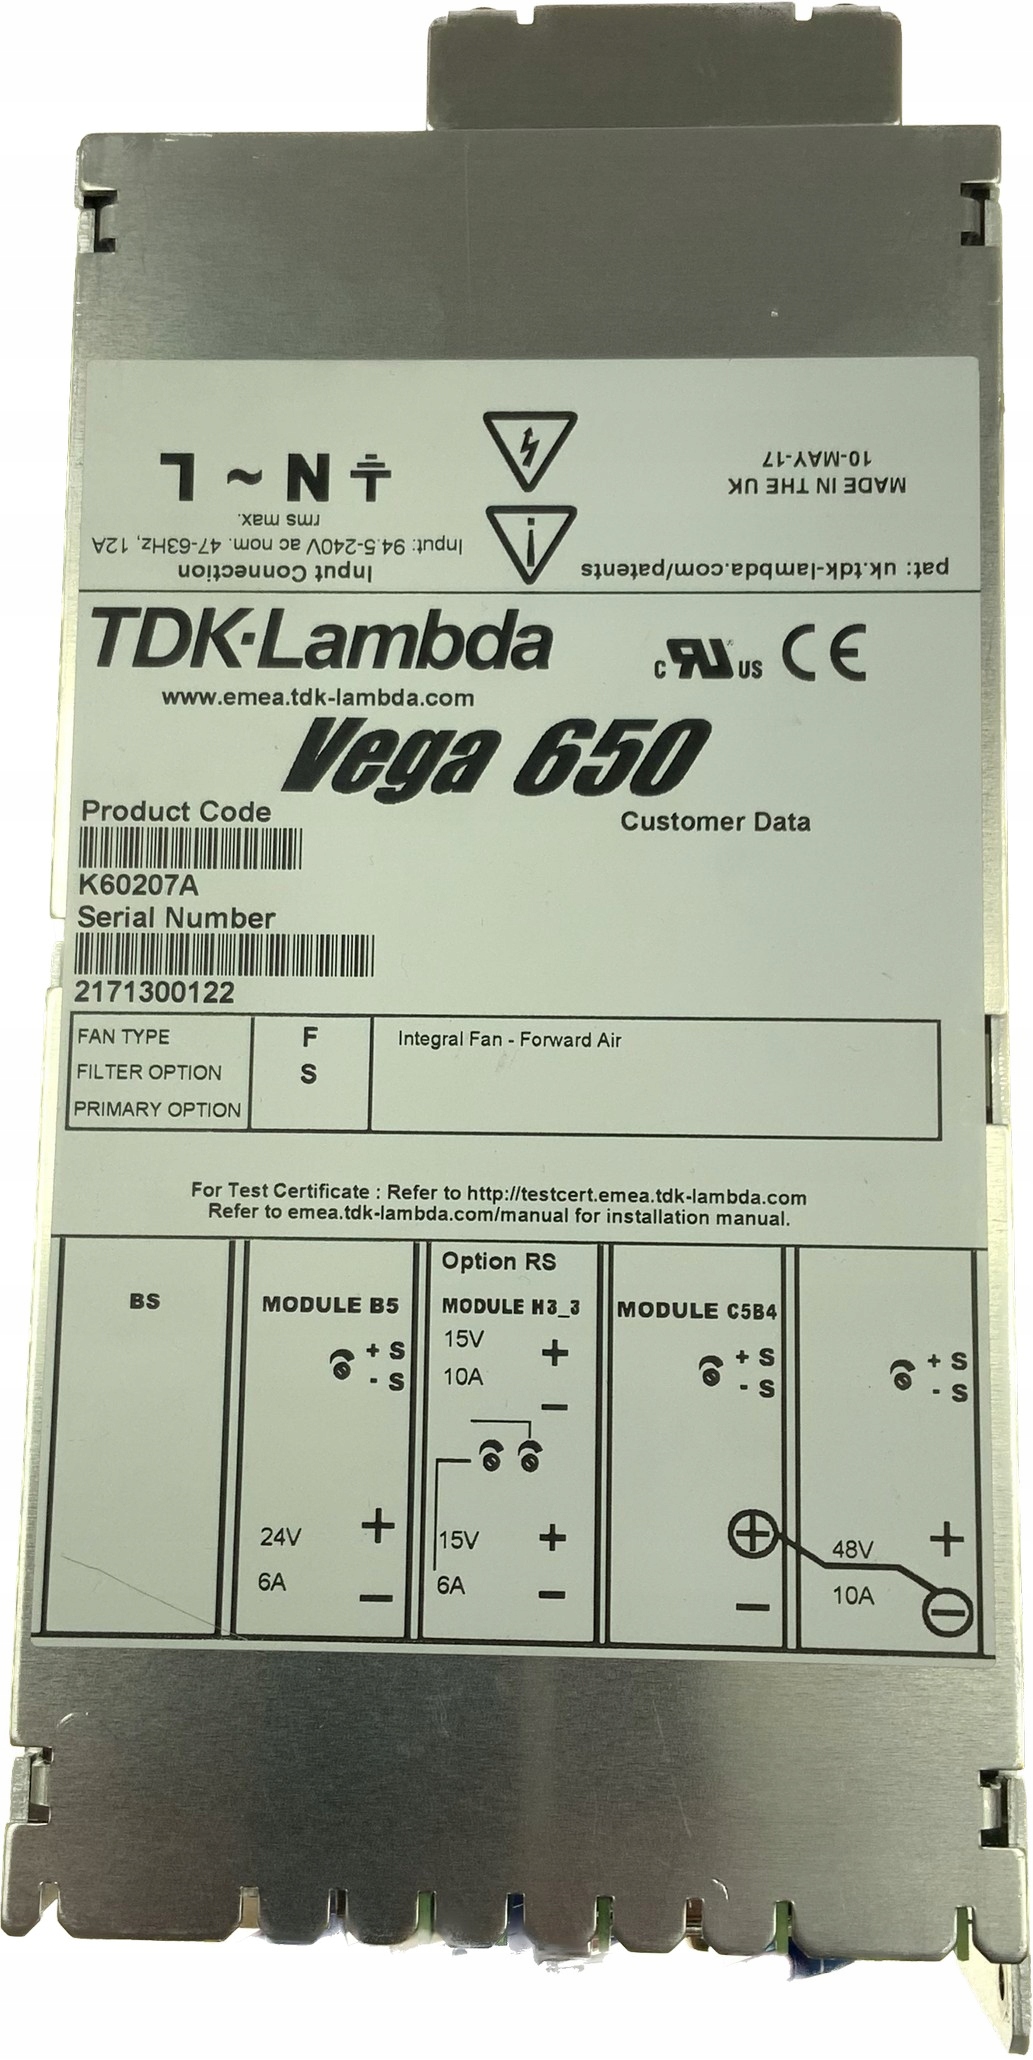 L ~ N ⏚
Input Connection
Input: 94.5-240V ac nom. 47-63Hz, 12A
rms max.
pat: uk.tdk-lambda.com/patents
MADE IN THE UK
10-MAY-17
TDK·Lambda
c RU us CE
www.emea.tdk-lambda.com
Vega 650
Product Code
Customer Data
K60207A
Serial Number
2171300122
FAN TYPE F Integral Fan - Forward Air
FILTER OPTION S
PRIMARY OPTION
For Test Certificate : Refer to http://testcert.emea.tdk-lambda.com
Refer to emea.tdk-lambda.com/manual for installation manual.
BS
MODULE B5
+ S
- S
24V +
6A -
Option RS
MODULE H3_3
15V +
10A -
15V +
6A -
MODULE C5B4
+ S
- S
+
-
+ S
- S
48V +
10A -